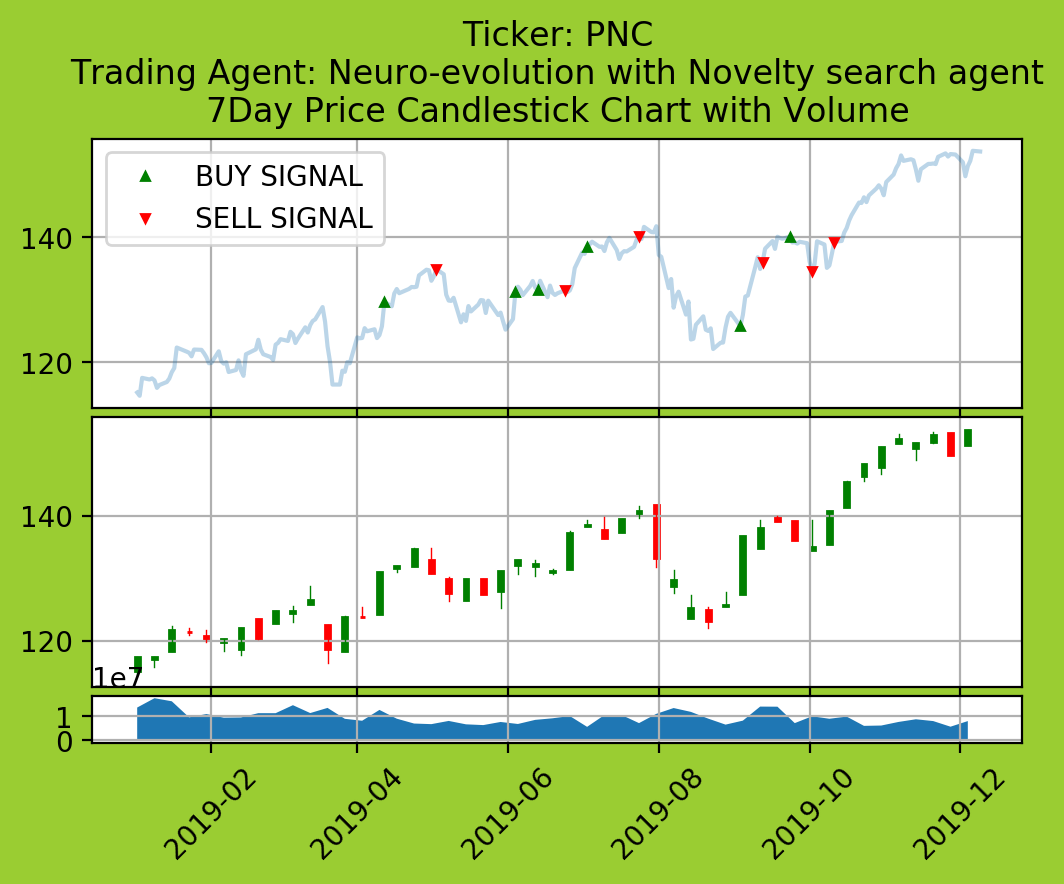 Ticker: PNC
Trading Agent: Neuro-evolution with Novelty search agent
7Day Price Candlestick Chart with Volume
BUY SIGNAL
SELL SIGNAL
140
120
140
120
1e7
1
0
2019-02
2019-04
2019-06
2019-08
2019-10
2019-12